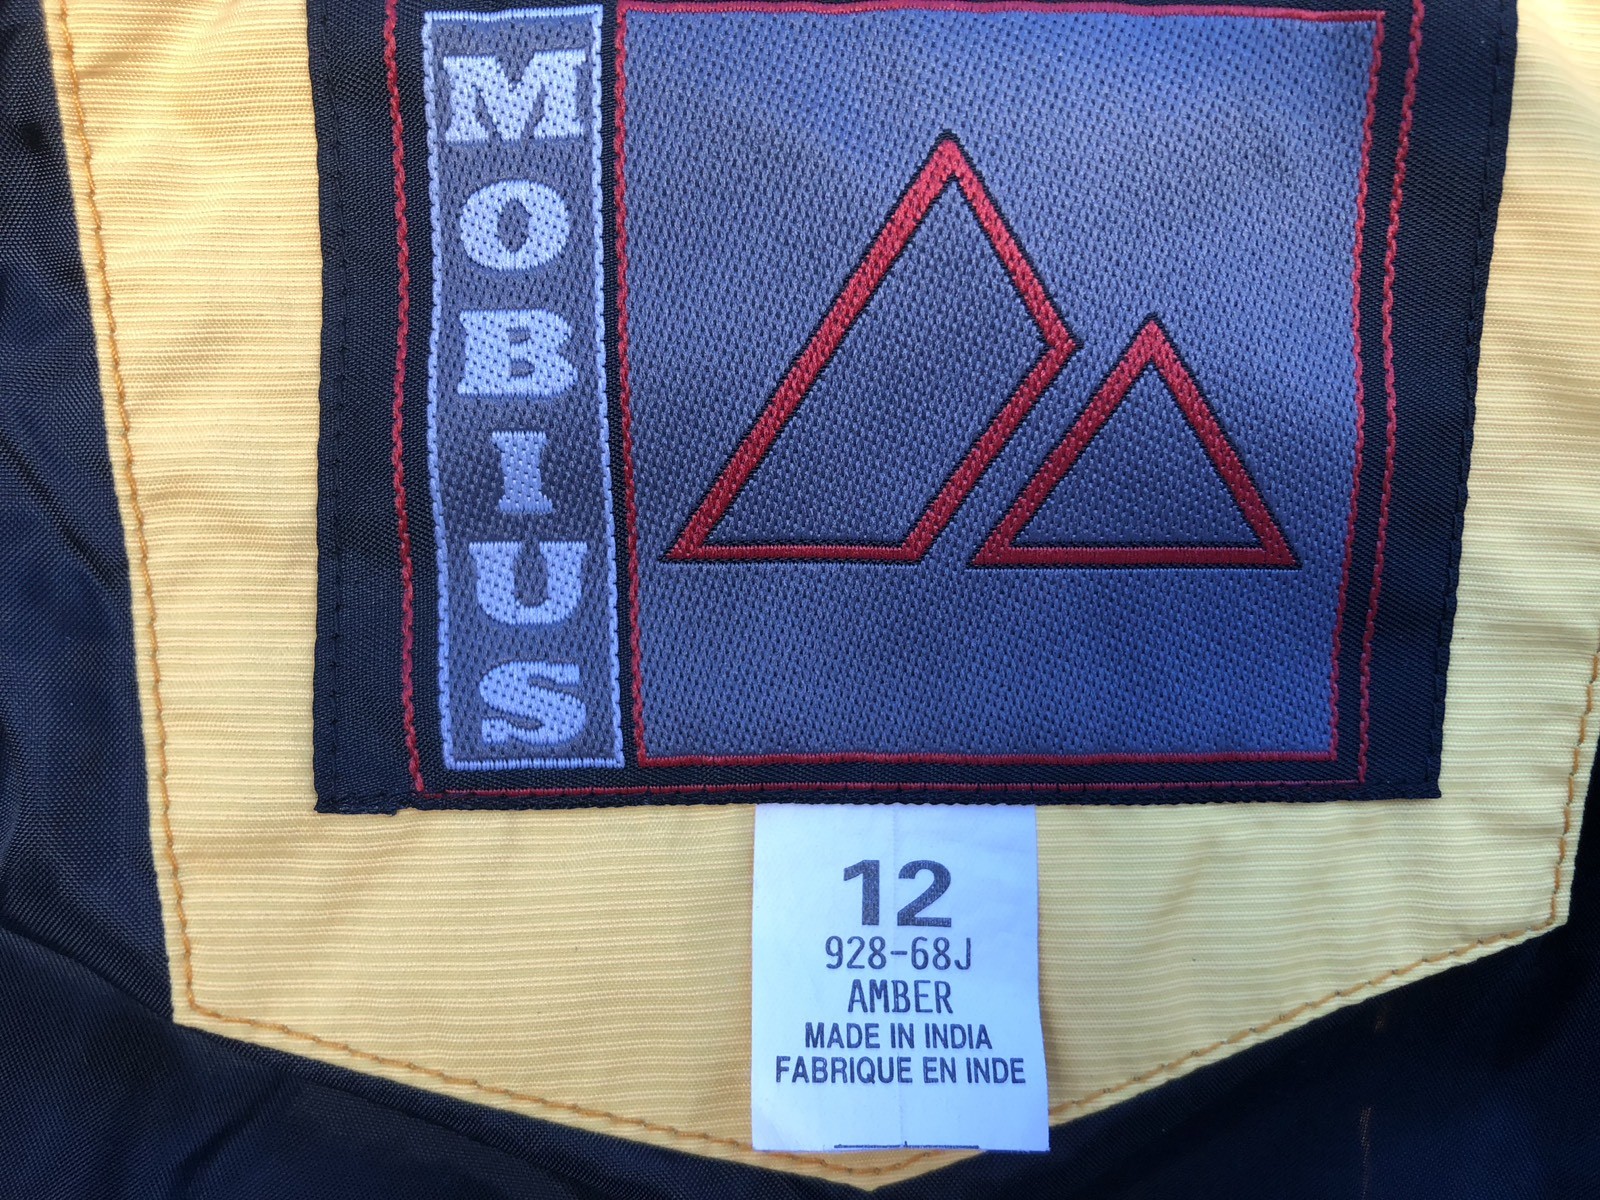 MOBIUS
12
928-68J
AMBER
MADE IN INDIA
FABRIQUE EN INDE